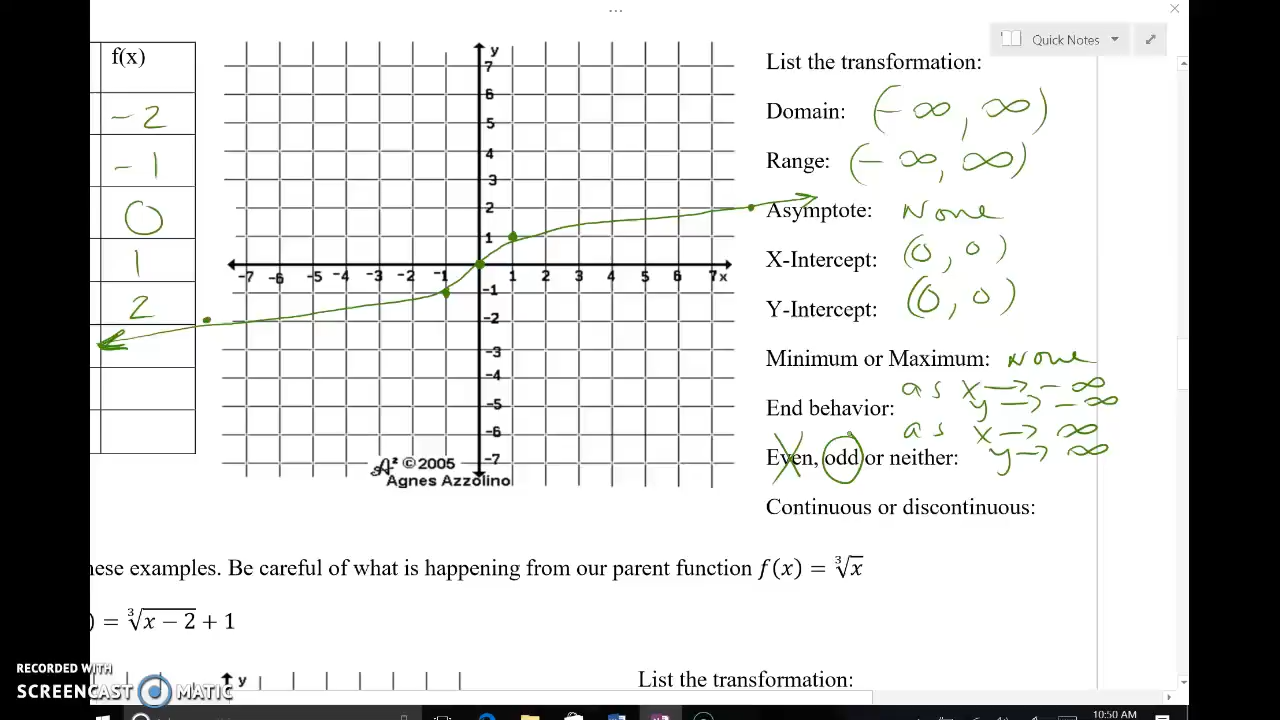 Quick Notes
f(x)
-2
-1
0
1
2
y
7
6
5
4
3
2
1
-7 -6 -5 -4 -3 -2 -1 1 2 3 4 5 6 7x
-1
-2
-3
-4
-5
-6
-7
A² ©2005
Agnes Azzolino
List the transformation:
Domain: (-∞, ∞)
Range: (-∞, ∞)
Asymptote: None
X-Intercept: (0, 0)
Y-Intercept: (0, 0)
Minimum or Maximum: None
as x → -∞
End behavior: y → -∞
as x → ∞
Even, odd or neither: y → ∞
Continuous or discontinuous:
these examples. Be careful of what is happening from our parent function f(x) = ∛x
) = ∛(x − 2) + 1
y
List the transformation:
RECORDED WITH
SCREENCAST MATIC
10:50 AM